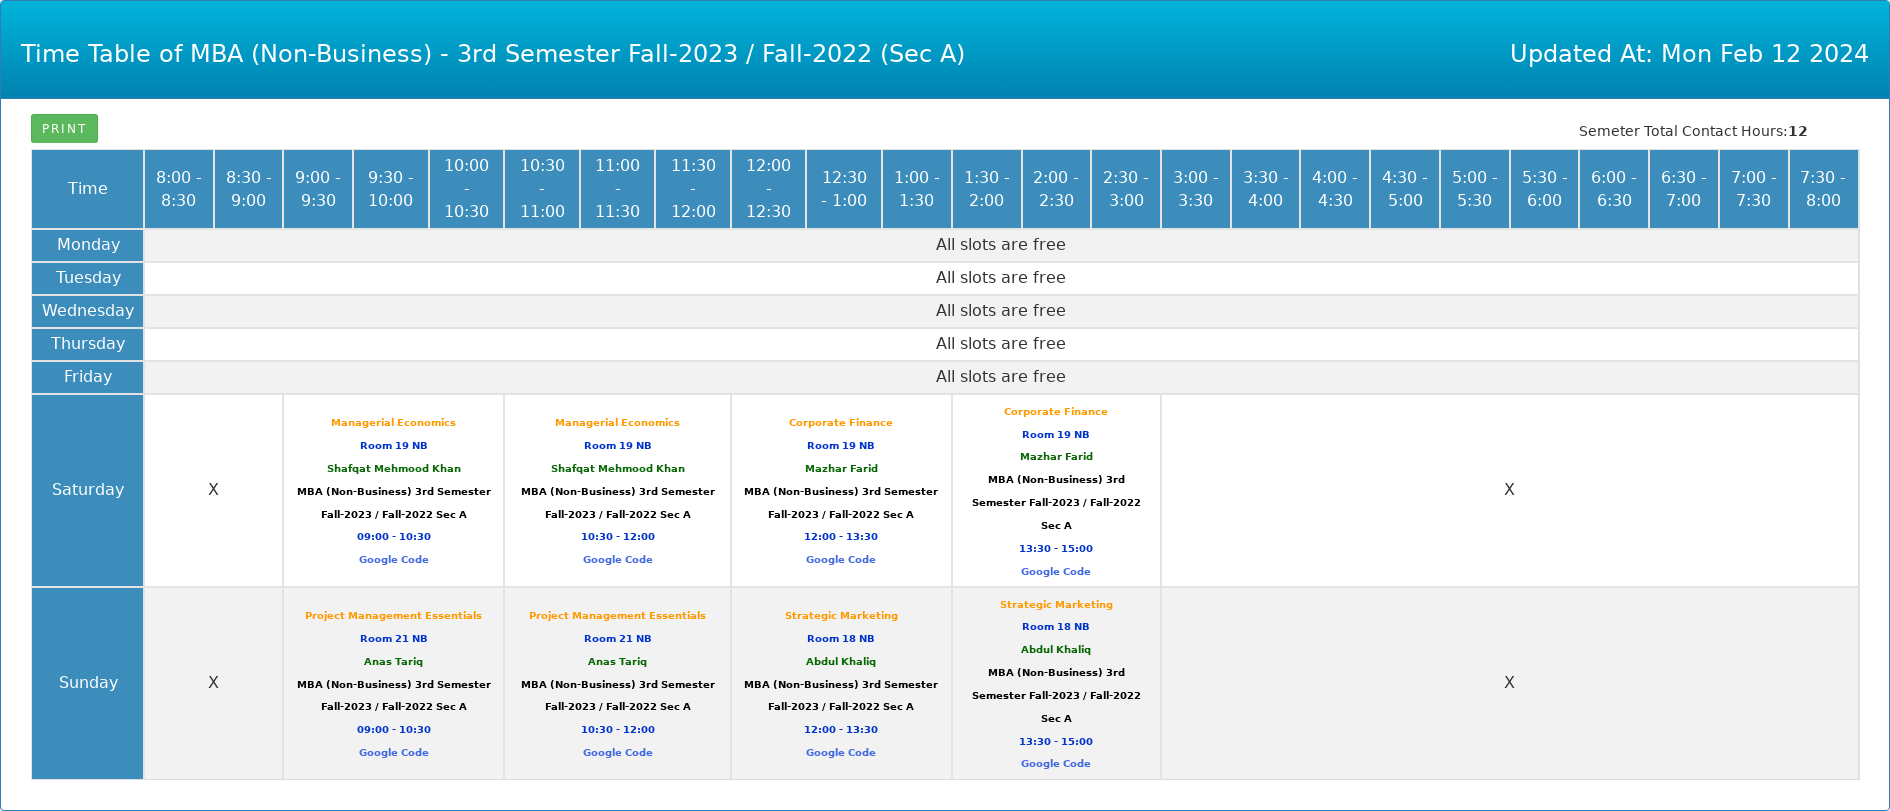 Time Table of MBA (Non-Business) - 3rd Semester Fall-2023 / Fall-2022 (Sec A)
Updated At: Mon Feb 12 2024
PRINT
Semeter Total Contact Hours:12
Time
8:00 -
8:30
8:30 -
9:00
9:00 -
9:30
9:30 -
10:00
10:00
-
10:30
10:30
-
11:00
11:00
-
11:30
11:30
-
12:00
12:00
-
12:30
12:30
- 1:00
1:00 -
1:30
1:30 -
2:00
2:00 -
2:30
2:30 -
3:00
3:00 -
3:30
3:30 -
4:00
4:00 -
4:30
4:30 -
5:00
5:00 -
5:30
5:30 -
6:00
6:00 -
6:30
6:30 -
7:00
7:00 -
7:30
7:30 -
8:00
Monday
All slots are free
Tuesday
All slots are free
Wednesday
All slots are free
Thursday
All slots are free
Friday
All slots are free
Saturday
X
Managerial Economics
Room 19 NB
Shafqat Mehmood Khan
MBA (Non-Business) 3rd Semester
Fall-2023 / Fall-2022 Sec A
09:00 - 10:30
Google Code
Managerial Economics
Room 19 NB
Shafqat Mehmood Khan
MBA (Non-Business) 3rd Semester
Fall-2023 / Fall-2022 Sec A
10:30 - 12:00
Google Code
Corporate Finance
Room 19 NB
Mazhar Farid
MBA (Non-Business) 3rd Semester
Fall-2023 / Fall-2022 Sec A
12:00 - 13:30
Google Code
Corporate Finance
Room 19 NB
Mazhar Farid
MBA (Non-Business) 3rd
Semester Fall-2023 / Fall-2022
Sec A
13:30 - 15:00
Google Code
X
Sunday
X
Project Management Essentials
Room 21 NB
Anas Tariq
MBA (Non-Business) 3rd Semester
Fall-2023 / Fall-2022 Sec A
09:00 - 10:30
Google Code
Project Management Essentials
Room 21 NB
Anas Tariq
MBA (Non-Business) 3rd Semester
Fall-2023 / Fall-2022 Sec A
10:30 - 12:00
Google Code
Strategic Marketing
Room 18 NB
Abdul Khaliq
MBA (Non-Business) 3rd Semester
Fall-2023 / Fall-2022 Sec A
12:00 - 13:30
Google Code
Strategic Marketing
Room 18 NB
Abdul Khaliq
MBA (Non-Business) 3rd
Semester Fall-2023 / Fall-2022
Sec A
13:30 - 15:00
Google Code
X